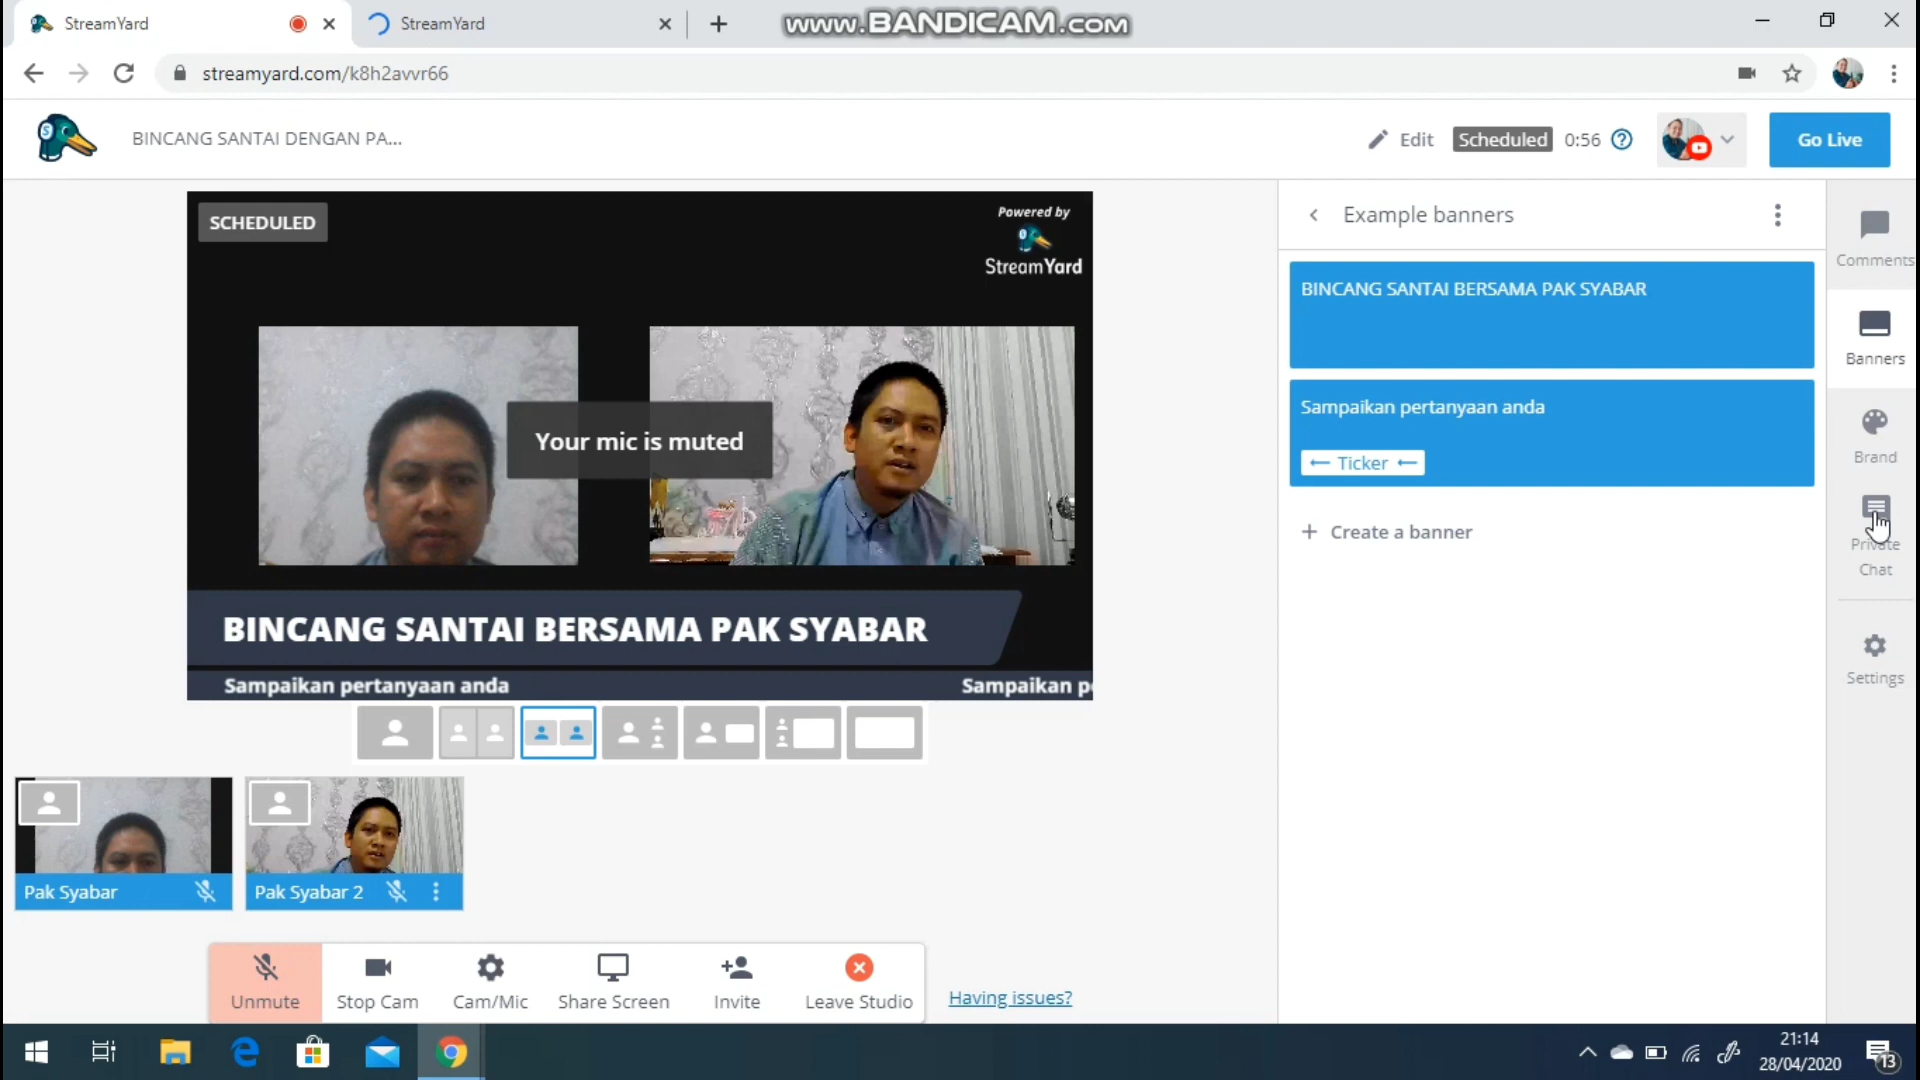 StreamYard
StreamYard
www.BANDICAM.com
streamyard.com/k8h2avvr66
BINCANG SANTAI DENGAN PA...
Edit
Scheduled
0:56
Go Live
SCHEDULED
Powered by
StreamYard
Your mic is muted
BINCANG SANTAI BERSAMA PAK SYABAR
Sampaikan pertanyaan anda
Sampaikan p
Example banners
BINCANG SANTAI BERSAMA PAK SYABAR
Sampaikan pertanyaan anda
← Ticker ←
+ Create a banner
Comments
Banners
Brand
Private
Chat
Settings
Pak Syabar
Pak Syabar 2
Unmute
Stop Cam
Cam/Mic
Share Screen
Invite
Leave Studio
Having issues?
21:14
28/04/2020
13